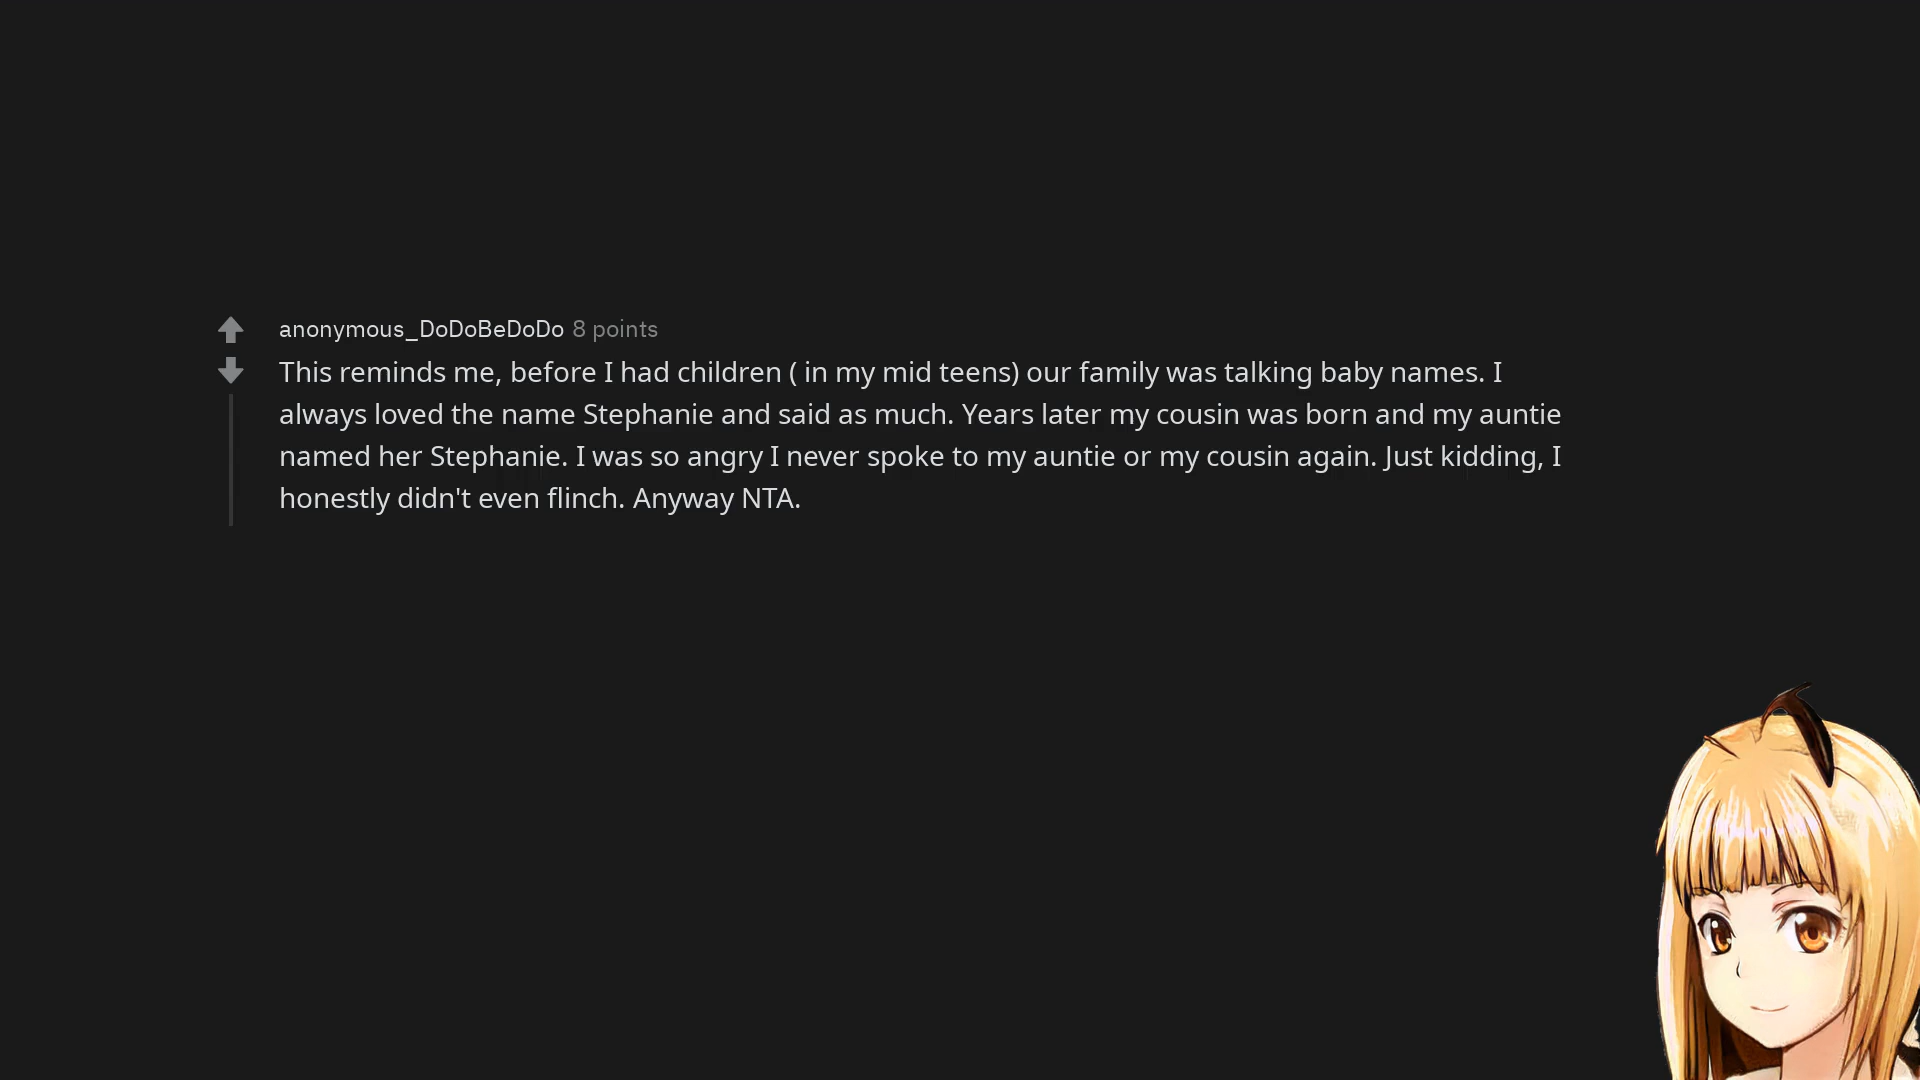 anonymous_DoDoBeDoDo 8 points
This reminds me, before I had children ( in my mid teens) our family was talking baby names. I
always loved the name Stephanie and said as much. Years later my cousin was born and my auntie
named her Stephanie. I was so angry I never spoke to my auntie or my cousin again. Just kidding, I
honestly didn't even flinch. Anyway NTA.